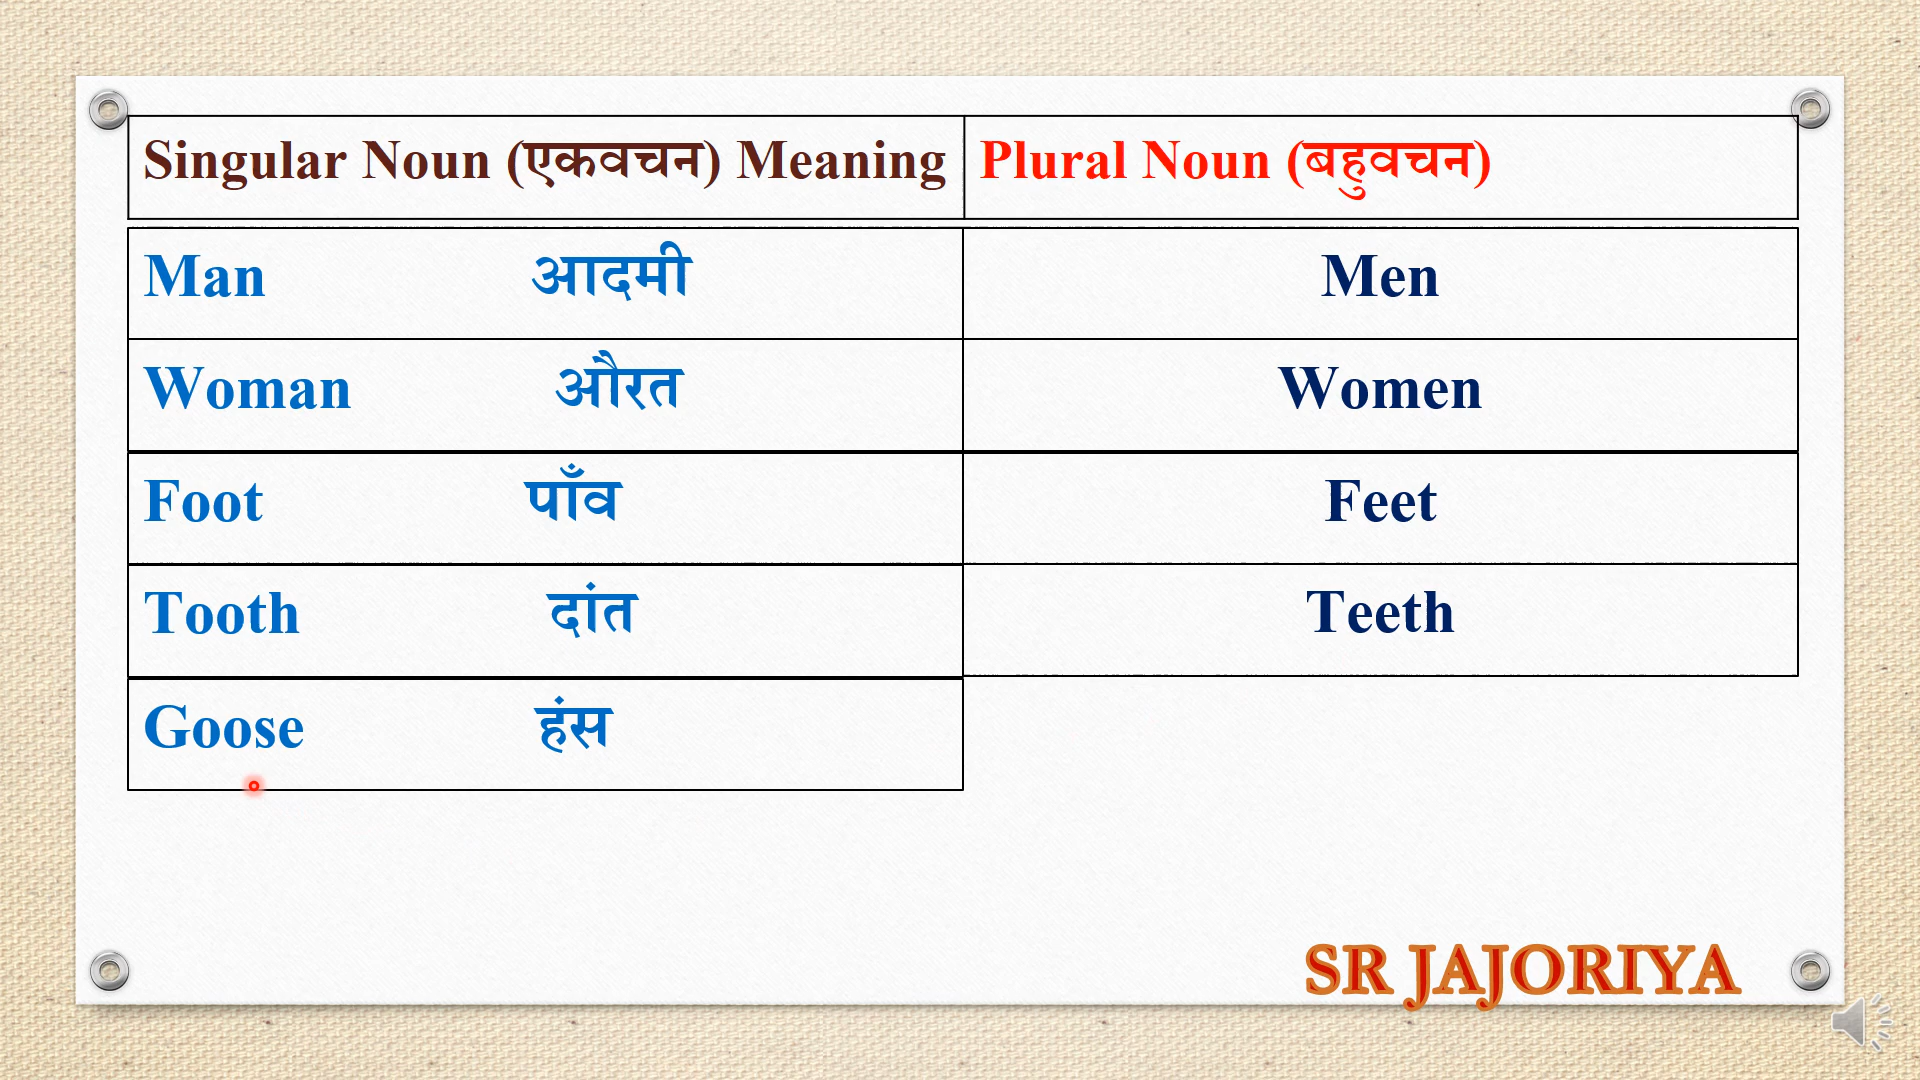 Singular Noun (एकवचन) Meaning Plural Noun (बहुवचन)
Man आदमी Men
Woman औरत Women
Foot पाँव Feet
Tooth दांत Teeth
Goose हंस
SR JAJORIYA